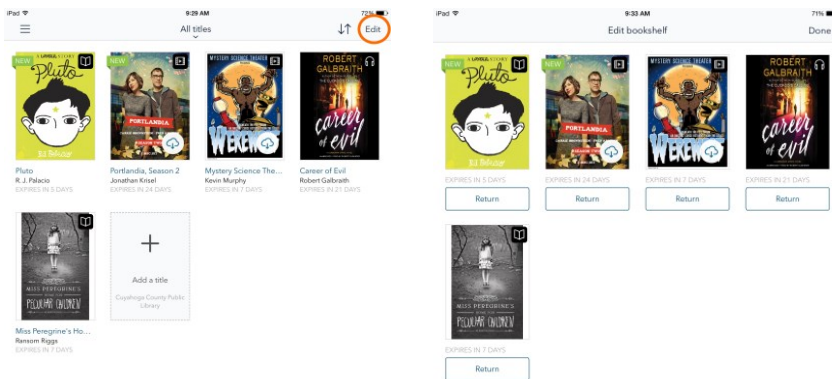 iPad 9:29 AM 72%
All titles Edit
NEW
Pluto
NEW
PORTLANDIA
MYSTERY SCIENCE THEATER
WEREWOLF
ROBERT
GALBRAITH
career
of evil
Pluto
R. J. Palacio
EXPIRES IN 5 DAYS
Portlandia, Season 2
Jonathan Krisel
EXPIRES IN 24 DAYS
Mystery Science The...
Kevin Murphy
EXPIRES IN 7 DAYS
Career of Evil
Robert Galbraith
EXPIRES IN 21 DAYS
MISS PEREGRINE'S
HOME FOR
PECULIAR CHILDREN
Miss Peregrine's Ho...
Ransom Riggs
EXPIRES IN 7 DAYS
+
Add a title
Cuyahoga County Public
Library
iPad 9:33 AM 71%
Edit bookshelf Done
NEW
Pluto
NEW
PORTLANDIA
MYSTERY SCIENCE THEATER
WEREWOLF
ROBERT
GALBRAITH
career
of evil
EXPIRES IN 5 DAYS
Return
EXPIRES IN 24 DAYS
Return
EXPIRES IN 7 DAYS
Return
EXPIRES IN 21 DAYS
Return
MISS PEREGRINE'S
HOME FOR
PECULIAR CHILDREN
EXPIRES IN 7 DAYS
Return